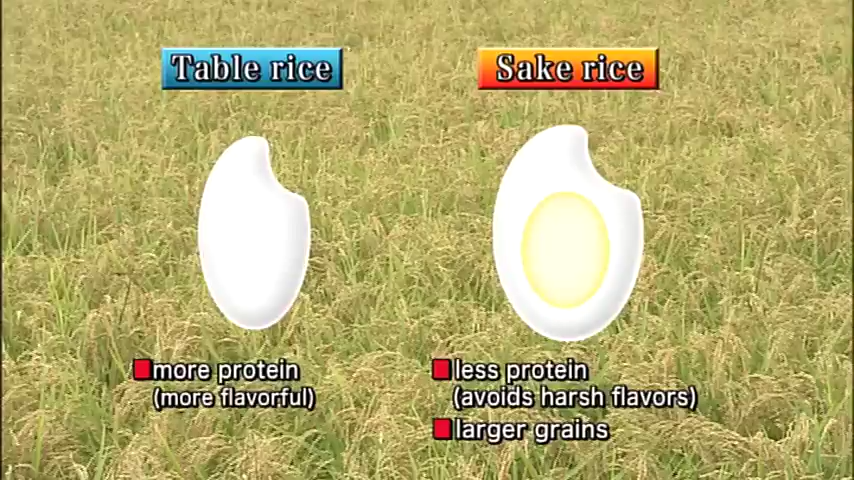 Table rice
more protein
(more flavorful)
Sake rice
less protein
(avoids harsh flavors)
larger grains